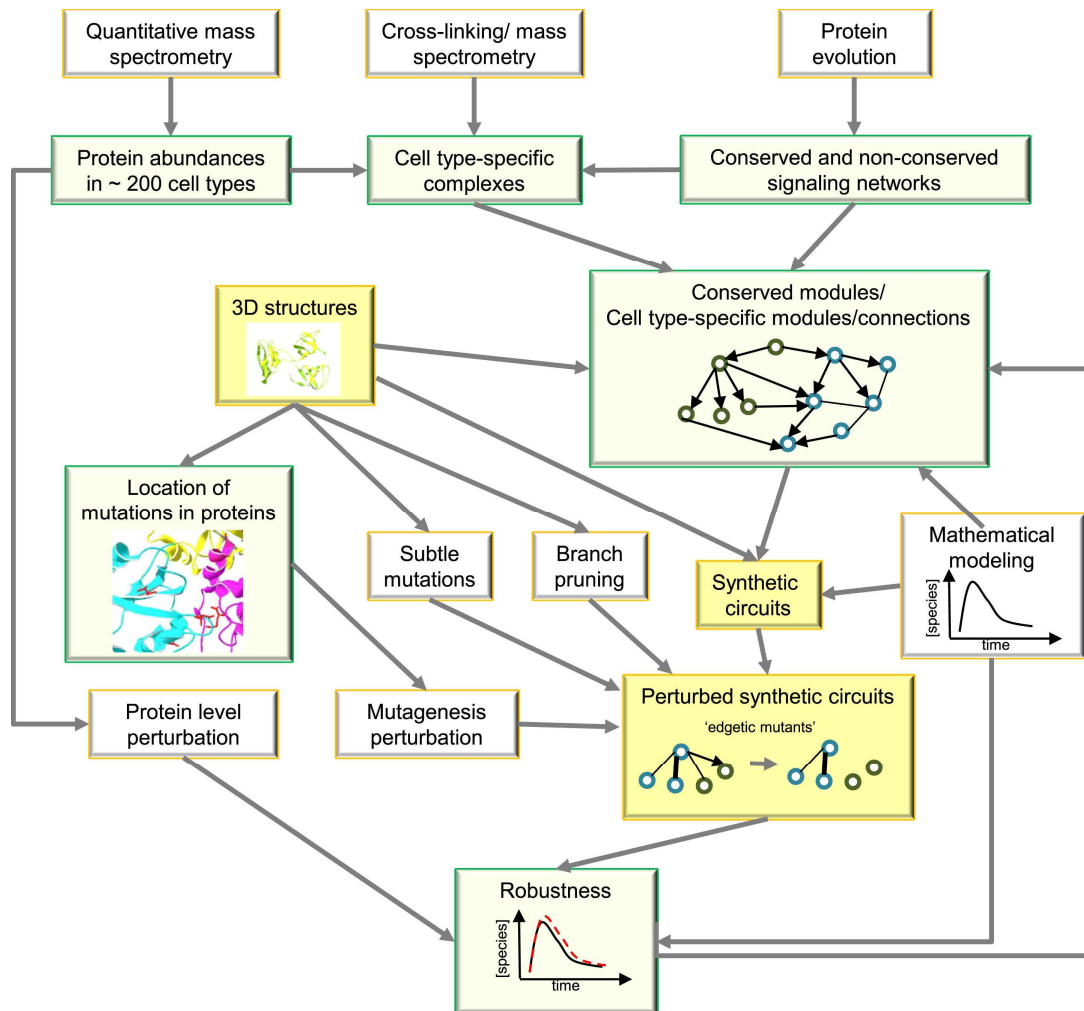 Quantitative mass
spectrometry
Cross-linking/ mass
spectrometry
Protein
evolution
Protein abundances
in ~ 200 cell types
Cell type-specific
complexes
Conserved and non-conserved
signaling networks
3D structures
Conserved modules/
Cell type-specific modules/connections
Location of
mutations in proteins
Subtle
mutations
Branch
pruning
Synthetic
circuits
Mathematical
modeling
[species]
time
Protein level
perturbation
Mutagenesis
perturbation
Perturbed synthetic circuits
‘edgetic mutants’
Robustness
[species]
time